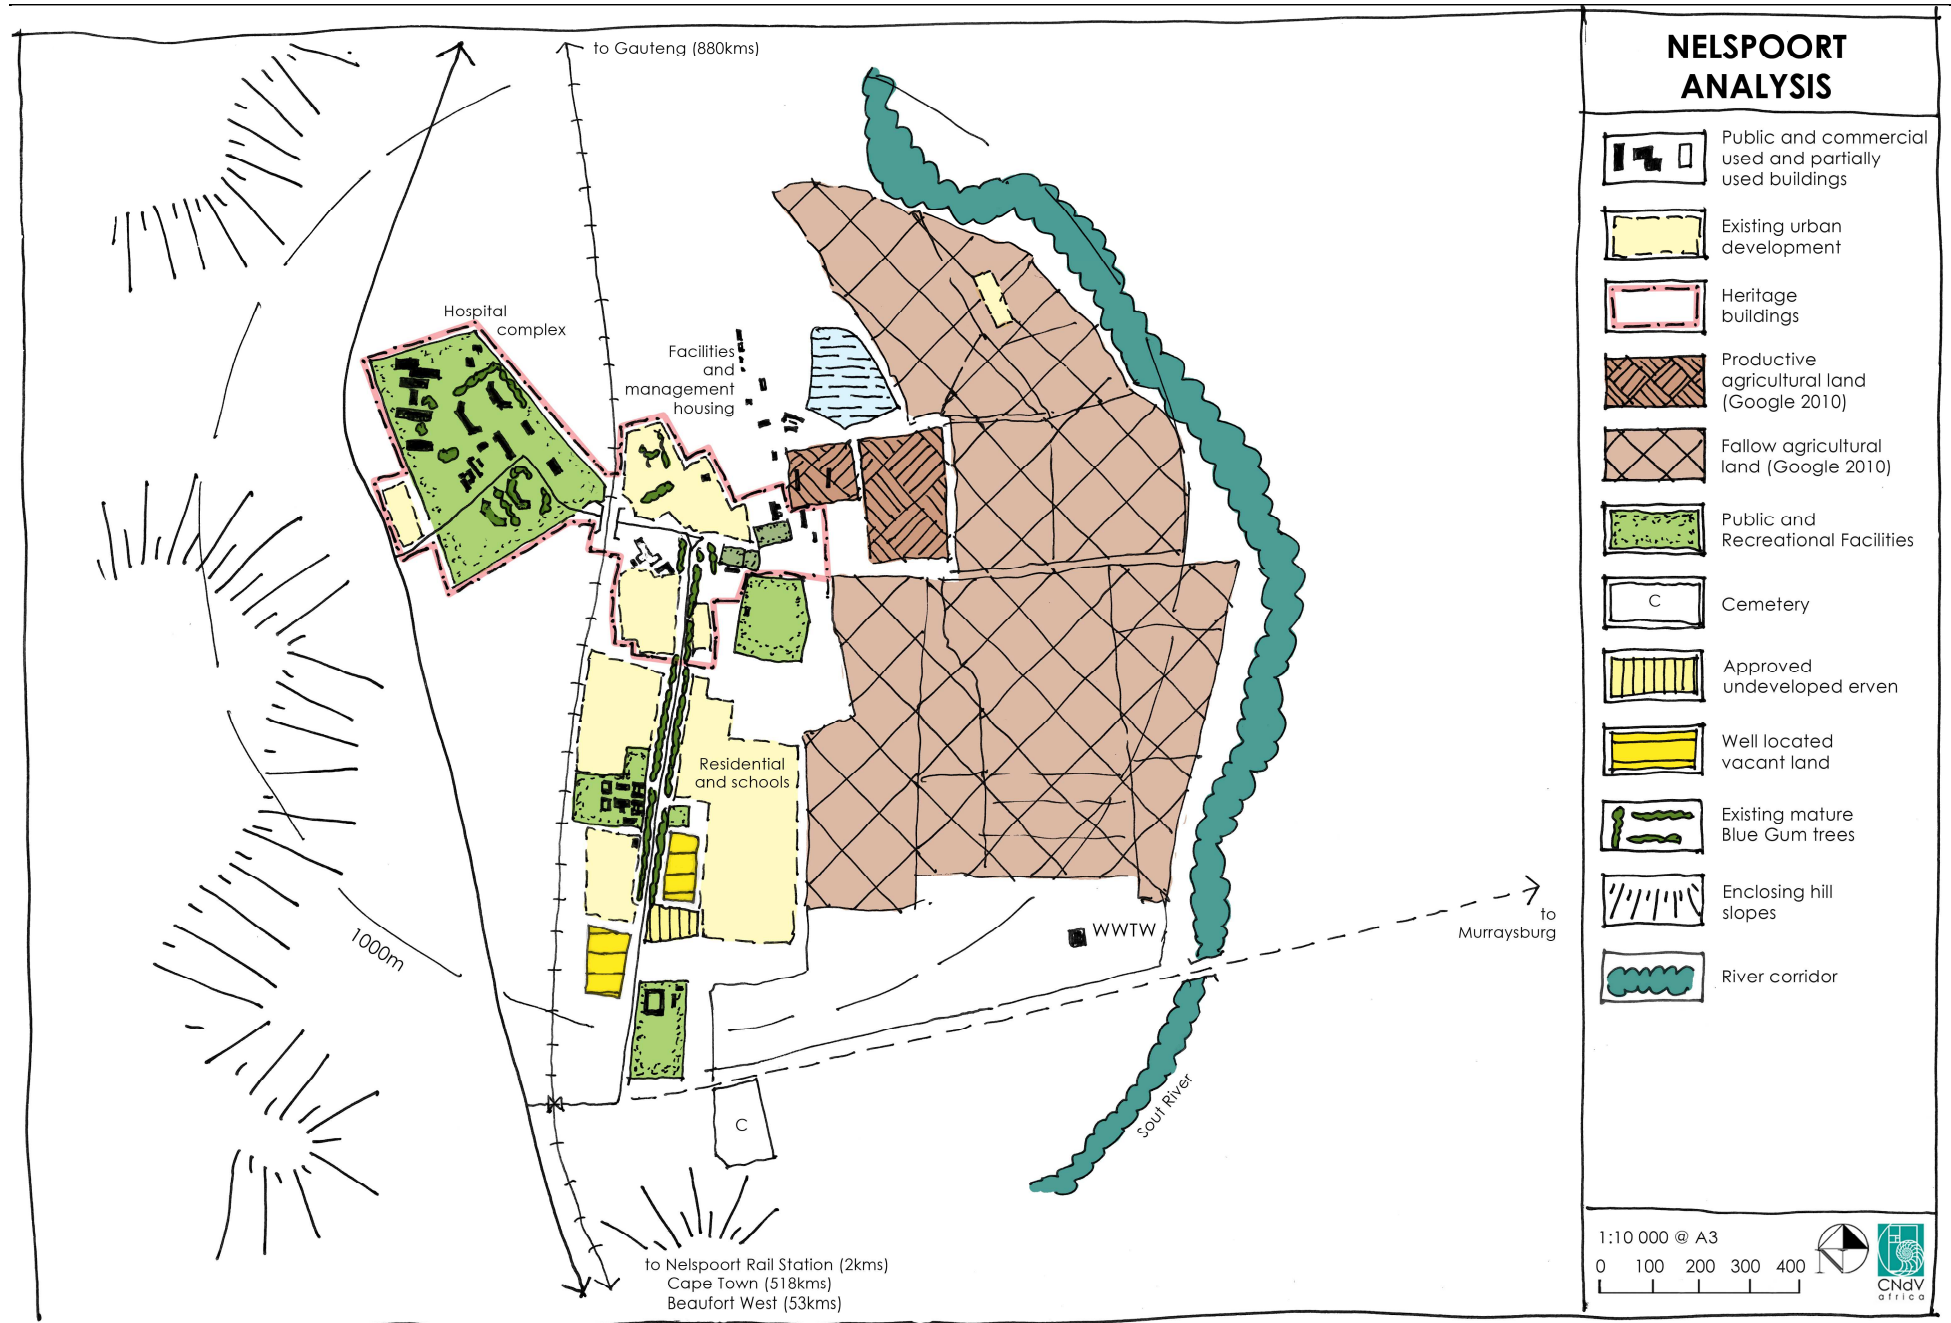 to Gauteng (880kms)
Hospital
complex
Facilities
and
management
housing
Residential
and schools
1000m
WWTW
to
Murraysburg
Sout River
C
to Nelspoort Rail Station (2kms)
Cape Town (518kms)
Beaufort West (53kms)
NELSPOORT
ANALYSIS
Public and commercial
used and partially
used buildings
Existing urban
development
Heritage
buildings
Productive
agricultural land
(Google 2010)
Fallow agricultural
land (Google 2010)
Public and
Recreational Facilities
C
Cemetery
Approved
undeveloped erven
Well located
vacant land
Existing mature
Blue Gum trees
Enclosing hill
slopes
River corridor
1:10 000 @ A3
0 100 200 300 400
N
CNdV
africa